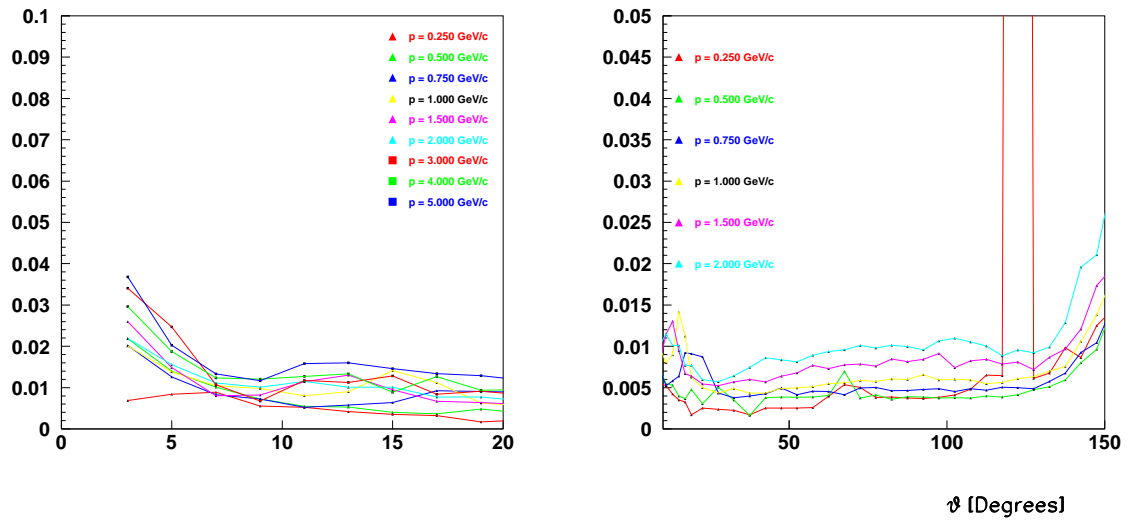 0.1
0.09
0.08
0.07
0.06
0.05
0.04
0.03
0.02
0.01
0
0 5 10 15 20
p = 0.250 GeV/c
p = 0.500 GeV/c
p = 0.750 GeV/c
p = 1.000 GeV/c
p = 1.500 GeV/c
p = 2.000 GeV/c
p = 3.000 GeV/c
p = 4.000 GeV/c
p = 5.000 GeV/c
0.05
0.045
0.04
0.035
0.03
0.025
0.02
0.015
0.01
0.005
0
50 100 150
p = 0.250 GeV/c
p = 0.500 GeV/c
p = 0.750 GeV/c
p = 1.000 GeV/c
p = 1.500 GeV/c
p = 2.000 GeV/c
ϑ [Degrees]